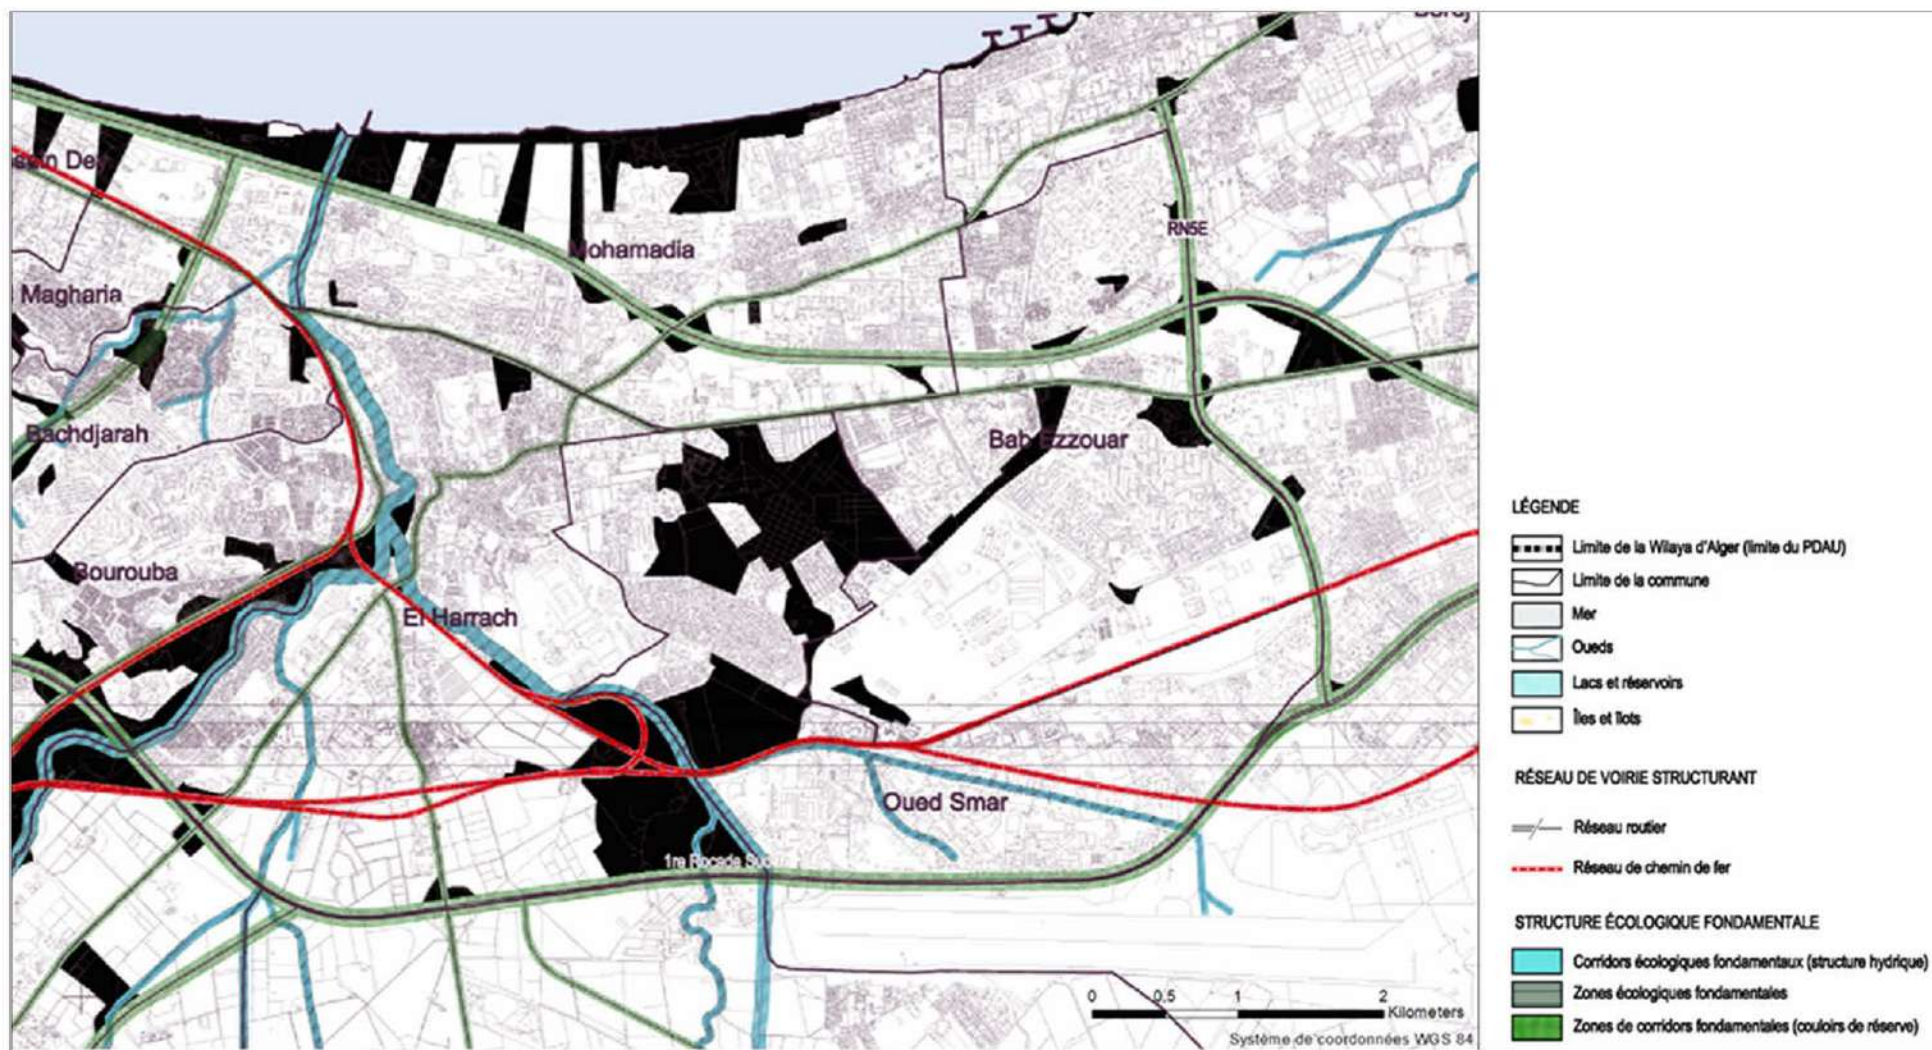 Mohamadia
RN5E
Magharia
Bachdjarah
Bab Ezzouar
Bourouba
El Harrach
Oued Smar
1re Rocade Sud
0 0,5 1 2
Kilometers
Système de coordonnées WGS 84
LÉGENDE
Limite de la Wilaya d'Alger (limite du PDAU)
Limite de la commune
Mer
Oueds
Lacs et réservoirs
Îles et îlots
RÉSEAU DE VOIRIE STRUCTURANT
Réseau routier
Réseau de chemin de fer
STRUCTURE ÉCOLOGIQUE FONDAMENTALE
Corridors écologiques fondamentaux (structure hydrique)
Zones écologiques fondamentales
Zones de corridors fondamentales (couloirs de réserve)